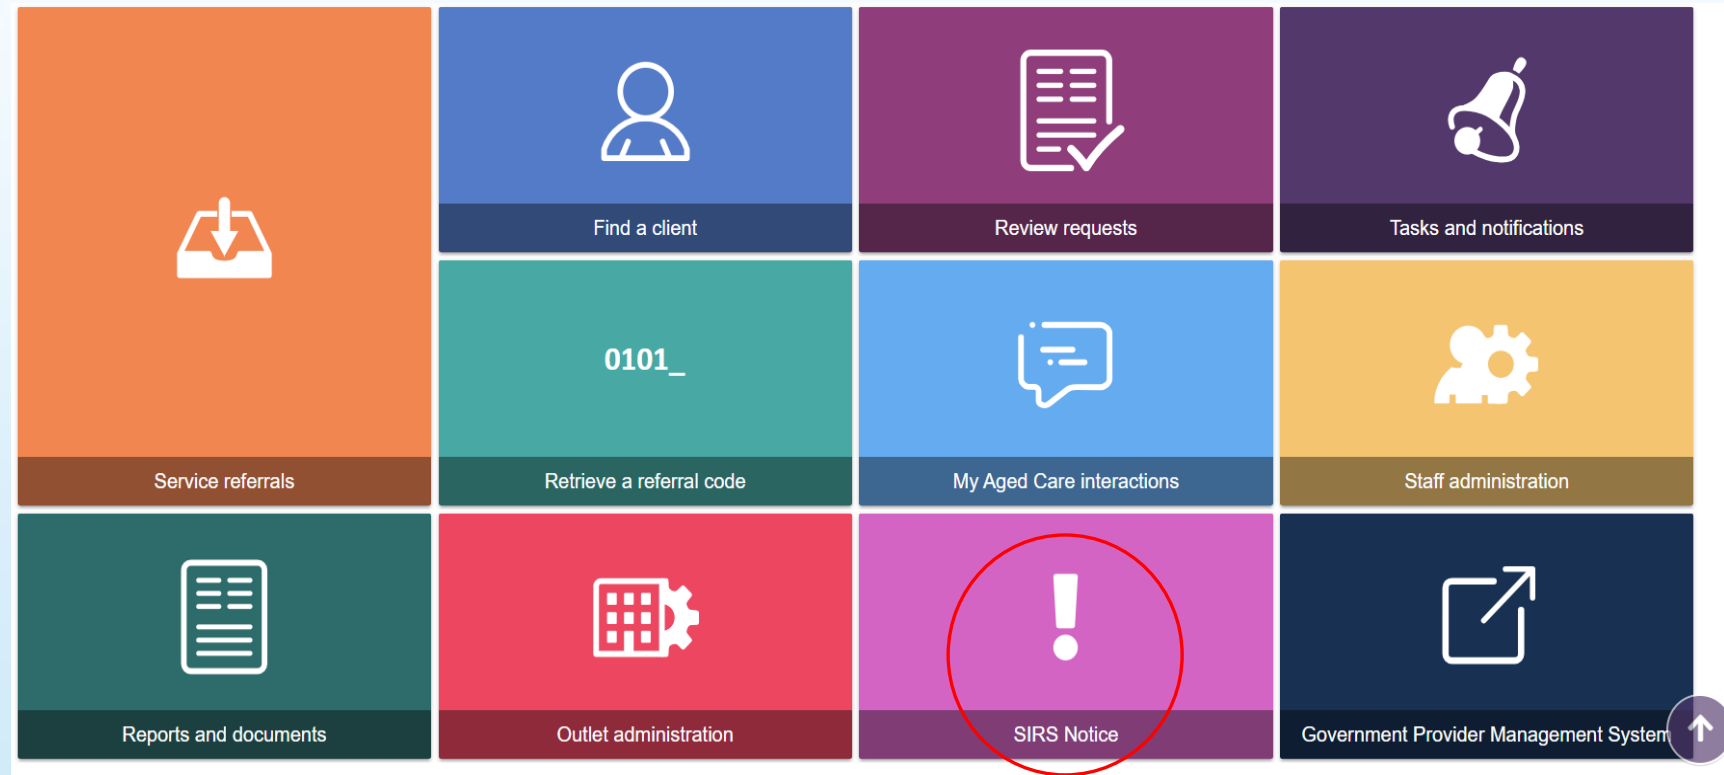 Find a client
Review requests
Tasks and notifications
0101_
Service referrals
Retrieve a referral code
My Aged Care interactions
Staff administration
Reports and documents
Outlet administration
SIRS Notice
Government Provider Management System